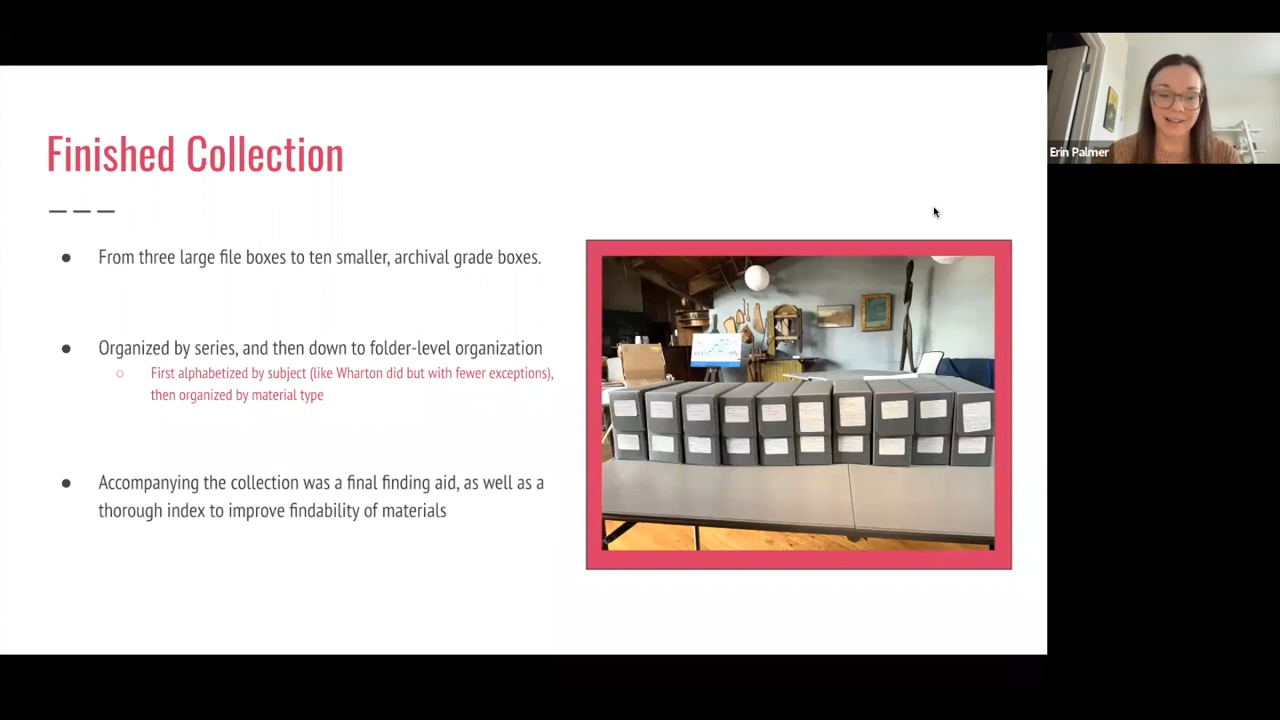 Finished Collection
● From three large file boxes to ten smaller, archival grade boxes.
● Organized by series, and then down to folder-level organization
○ First alphabetized by subject (like Wharton did but with fewer exceptions),
then organized by material type
● Accompanying the collection was a final finding aid, as well as a
thorough index to improve findability of materials
Erin Palmer